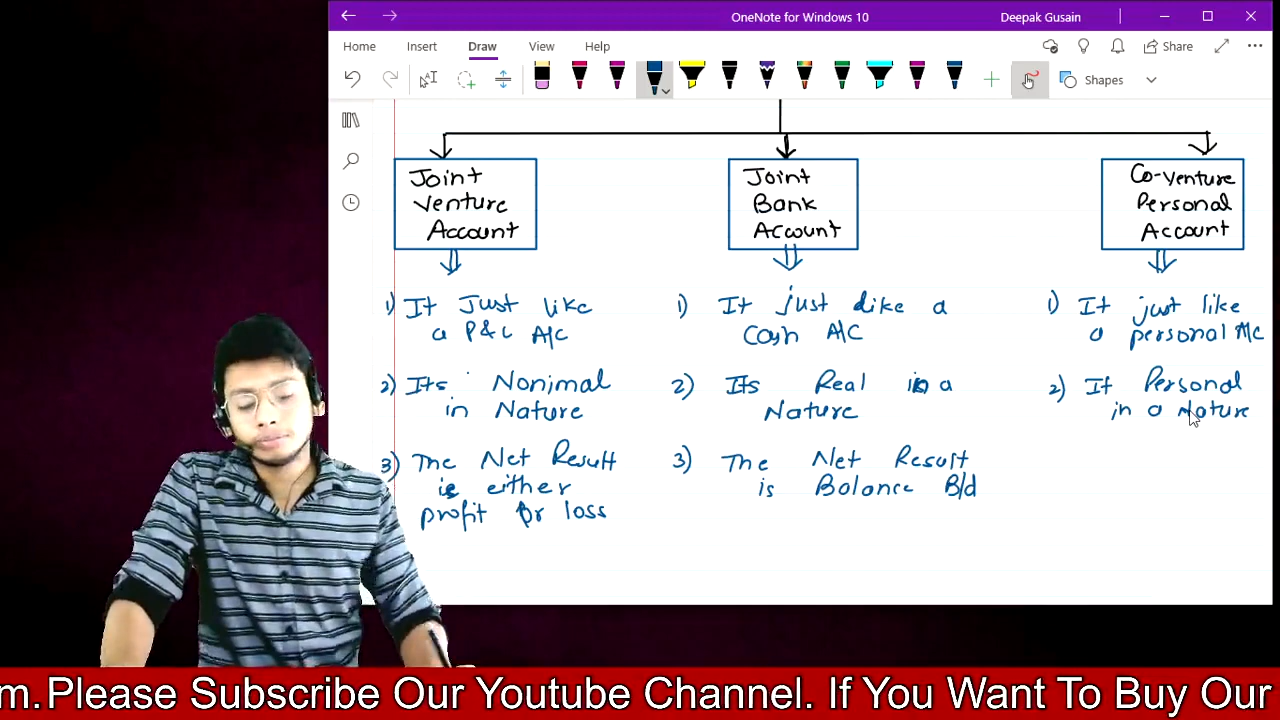 OneNote for Windows 10
Deepak Gusain
Home Insert Draw View Help
Share
Shapes
Joint
Venture
Account
Joint
Bank
Account
Co-venture
Personal
Account
1) It Just like
a P&L A/c
2) Its Nonimal
in Nature
3) The Net Result
is either
profit or loss
1) It just like a
Cash A/C
2) Its Real in a
Nature
3) The Net Result
is Balance B/d
1) It just like
a personal A/c
2) It Personal
in a Nature
m.Please Subscribe Our Youtube Channel. If You Want To Buy Our